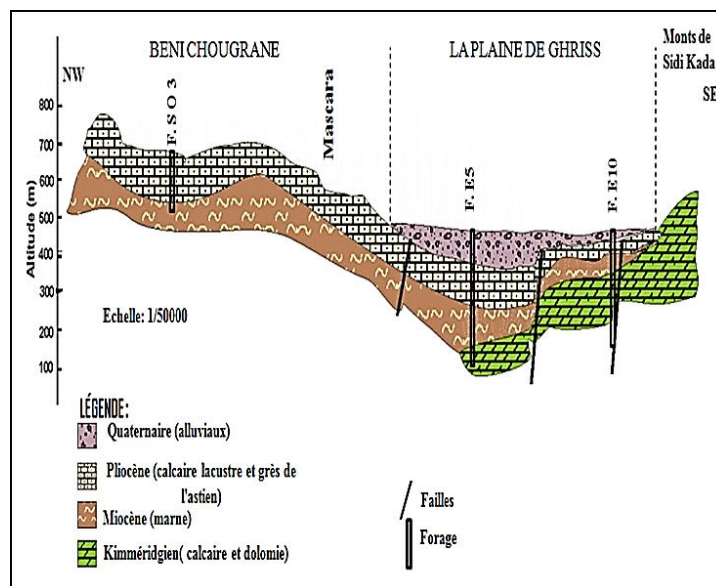 BENI CHOUGRANE
LA PLAINE DE GHRISS
Monts de
Sidi Kada
NW
SE
F. SO 3
Mascara
F. E5
F. E10
Altitude (m)
800
700
600
500
400
300
200
100
Echelle: 1/50000
LÉGENDE:
Quaternaire (alluviaux)
Pliocène (calcaire lacustre et grès de
l'astien)
Miocène (marne)
Kimméridgien( calcaire et dolomie)
Failles
Forage